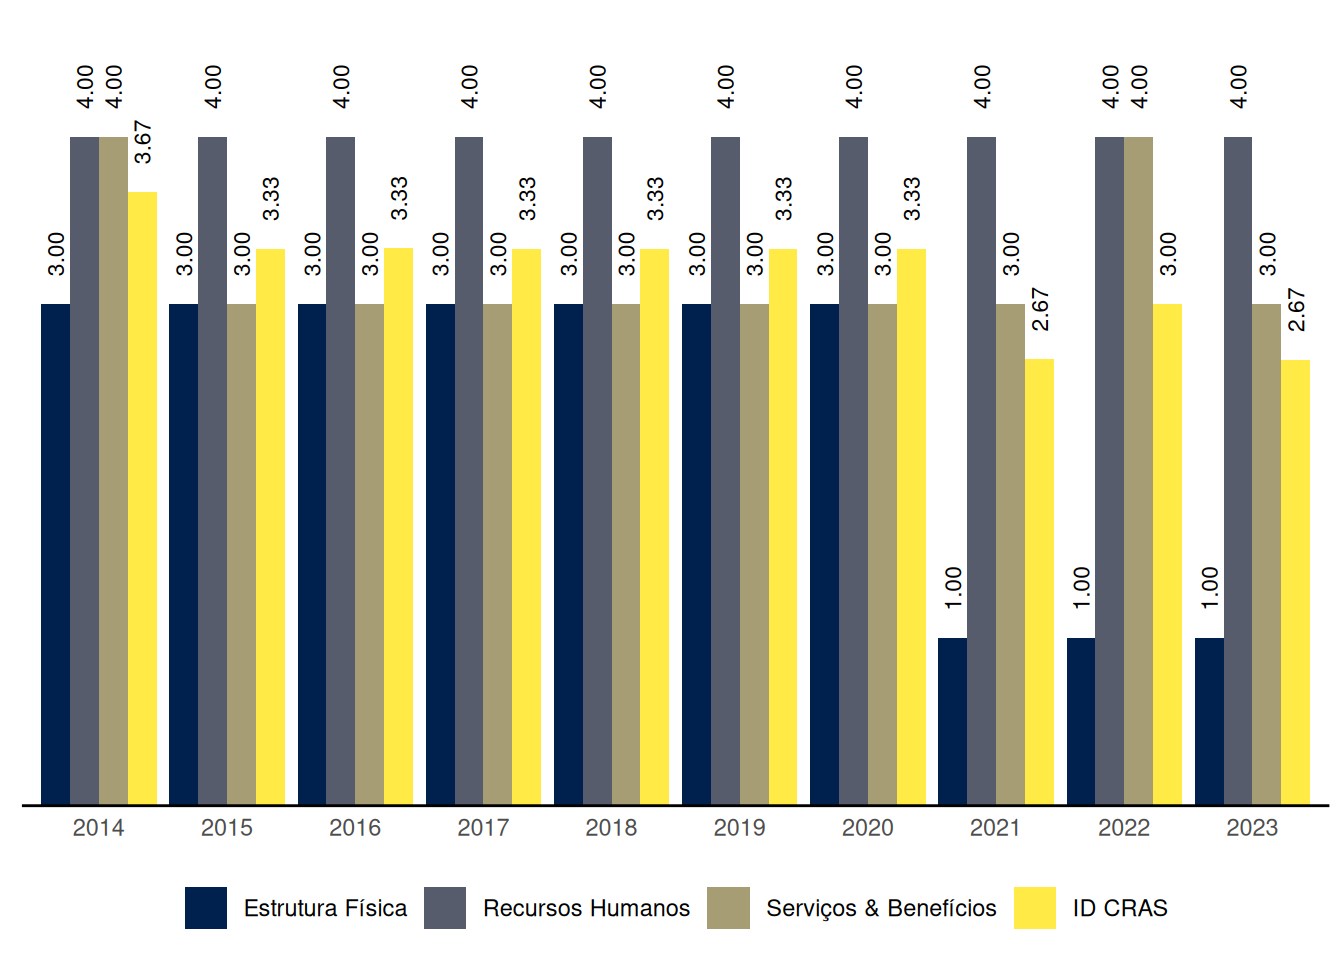 4.00 4.00 4.00 4.00 4.00 4.00 4.00 4.00 4.00 4.00 4.00 4.00
3.67
3.33 3.33 3.33 3.33 3.33 3.33
3.00 3.00 3.00 3.00 3.00 3.00 3.00 3.00 3.00 3.00 3.00 3.00 3.00 3.00 3.00 3.00
2.67 2.67
1.00 1.00 1.00
2014 2015 2016 2017 2018 2019 2020 2021 2022 2023
Estrutura Física Recursos Humanos Serviços & Benefícios ID CRAS